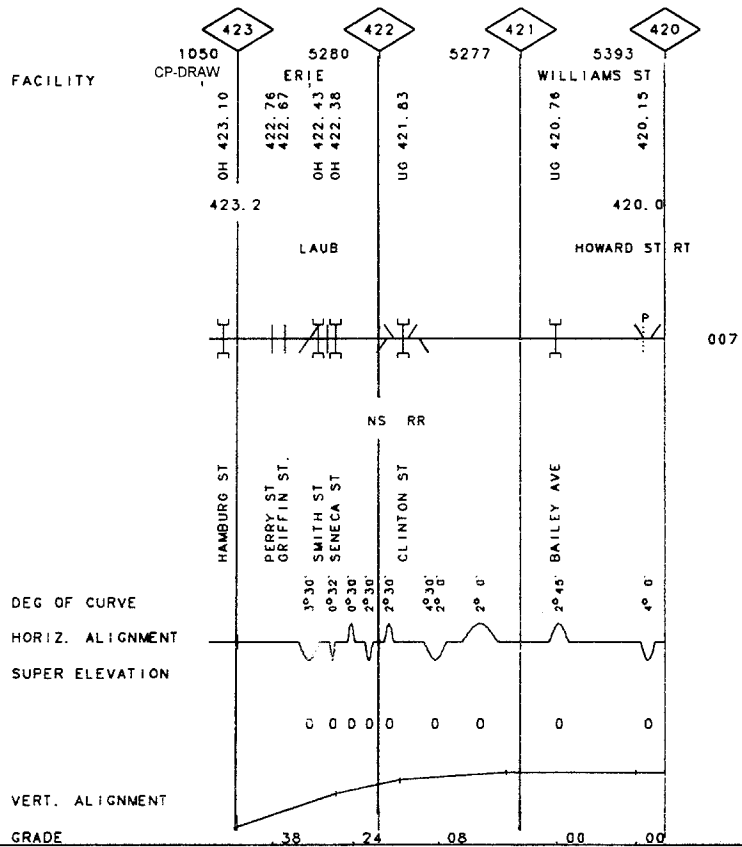 423 422 421 420
1050 5280 5277 5393
CP-DRAW ERIE WILLIAMS ST
FACILITY
OH 423.10
422.76
422.67
OH 422.43
OH 422.38
UG 421.83
UG 420.76
420.15
423.2 420.0
LAUB HOWARD ST RT
P
007
NS RR
HAMBURG ST
PERRY ST
GRIFFIN ST.
SMITH ST
SENECA ST
CLINTON ST
BAILEY AVE
DEG OF CURVE
3°30'
0°32'
0°30'
2°30'
2°30'
4°30'
2°0'
2°0'
2°45'
4°0'
HORIZ. ALIGNMENT
SUPER ELEVATION
0 0 0 0 0 0 0 0 0
VERT. ALIGNMENT
GRADE .38 .24 .08 .00 .00